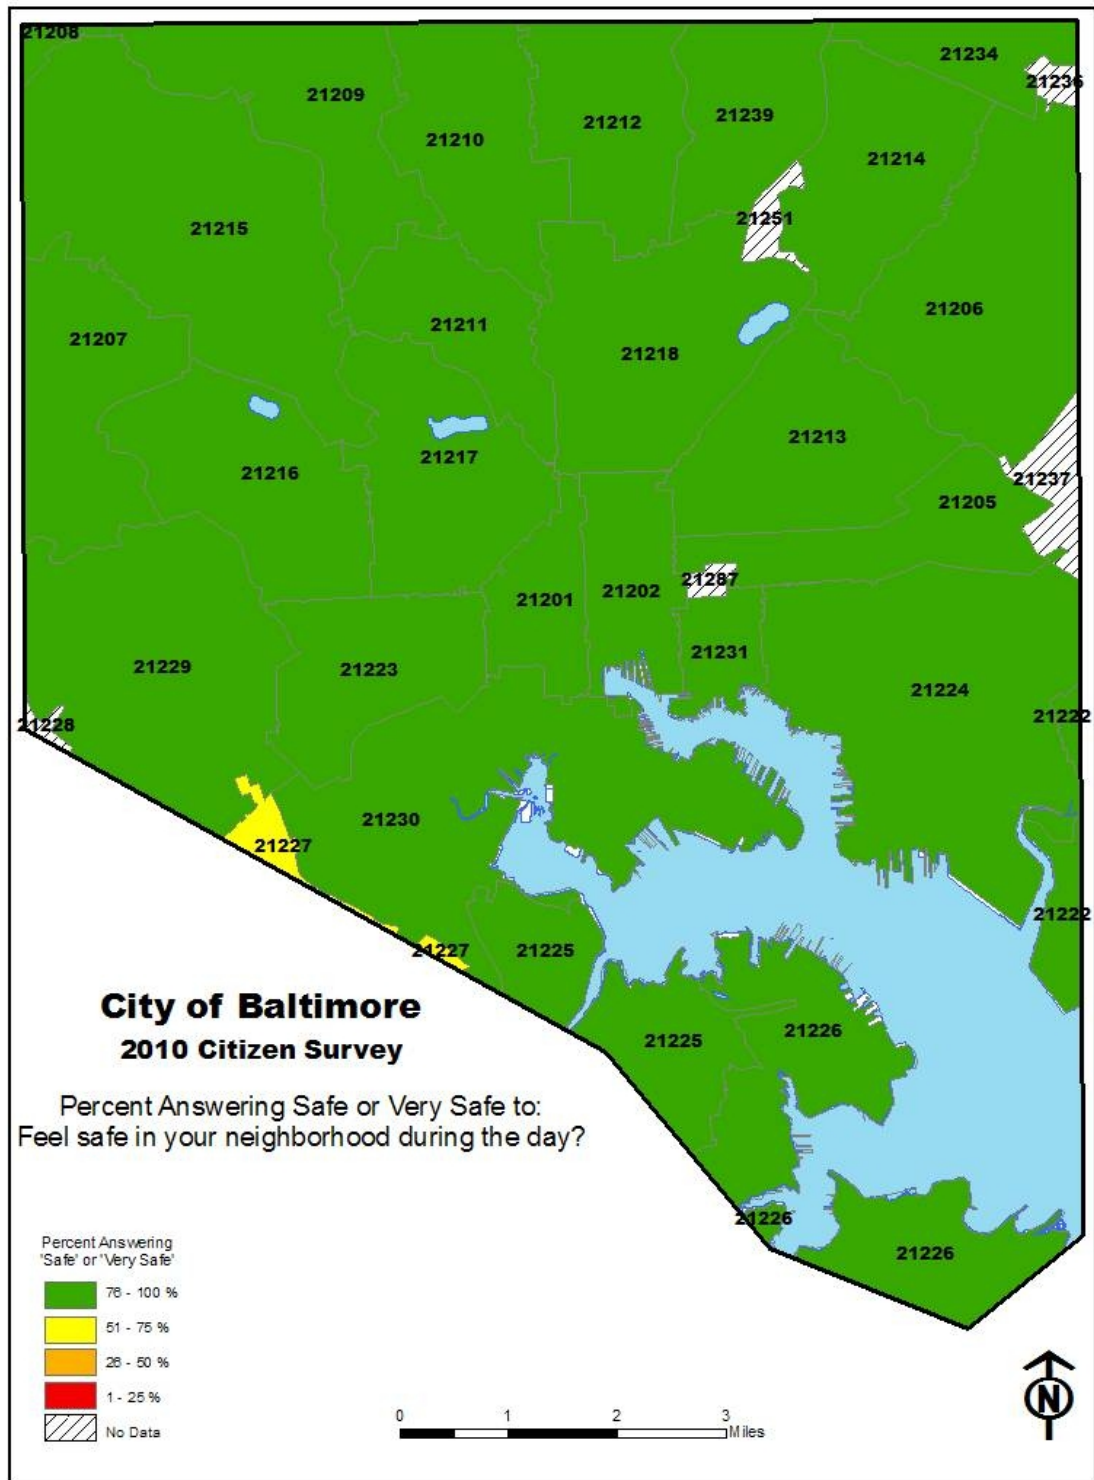 21208
21234
21236
21209
21239
21212
21210
21214
21251
21215
21206
21211
21207
21218
21213
21217
21216
21237
21205
21287
21202
21201
21231
21229
21223
21224
21222
21228
21230
21227
21222
21227
21225
City of Baltimore
2010 Citizen Survey
21226
21225
Percent Answering Safe or Very Safe to:
Feel safe in your neighborhood during the day?
21226
21226
Percent Answering
'Safe' or 'Very Safe'
76 - 100 %
51 - 75 %
26 - 50 %
1 - 25 %
No Data
0 1 2 3
Miles
N